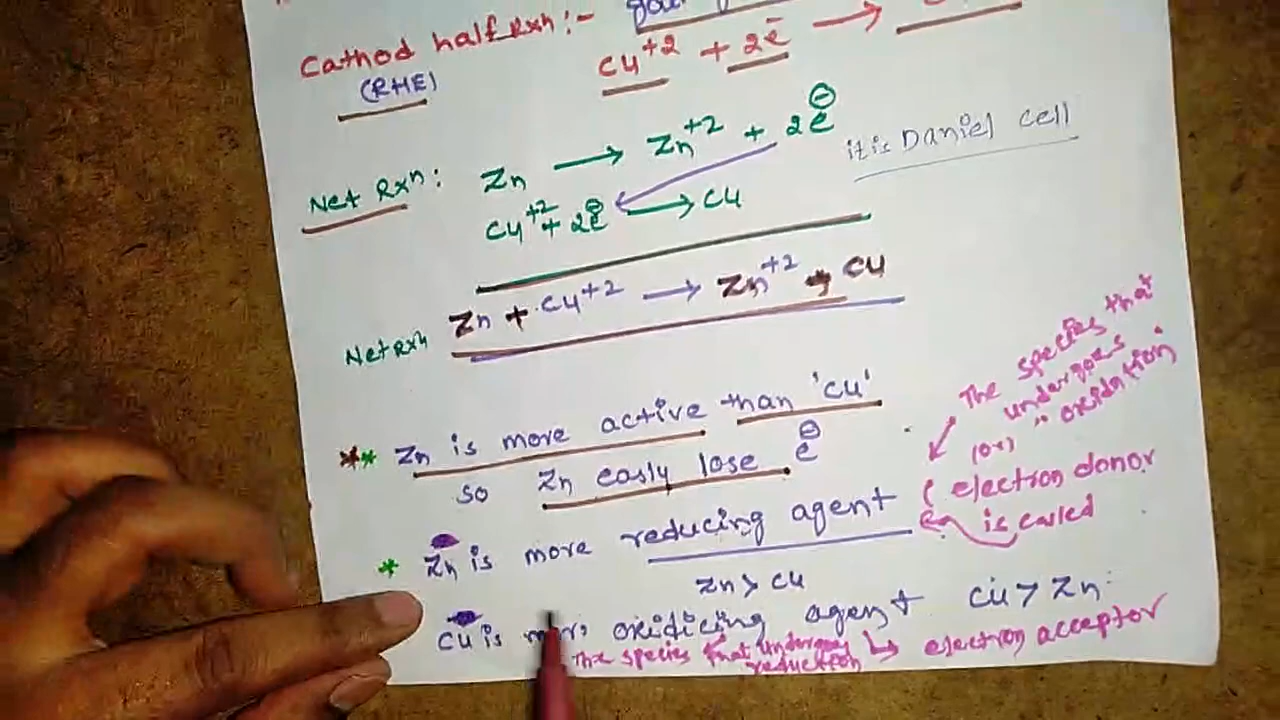 Cathod half Rxn :-
(RHE)
Cu+2 + 2e- →
Net Rxn : Zn → Zn+2 + 2e⊖
it is Daniel cell
Cu+2 + 2e⊖ → Cu
Net Rxn Zn + Cu+2 → Zn+2 + Cu
** Zn is more active than 'Cu'
so Zn easly lose e⊖
* Zn is more reducing agent
The species that
undergoes
(or) " oxidation
( electron donor
is called
Zn > Cu
Cu is more oxidicing agent Cu > Zn
The species that undergoes
reduction
↳ electron acceptor